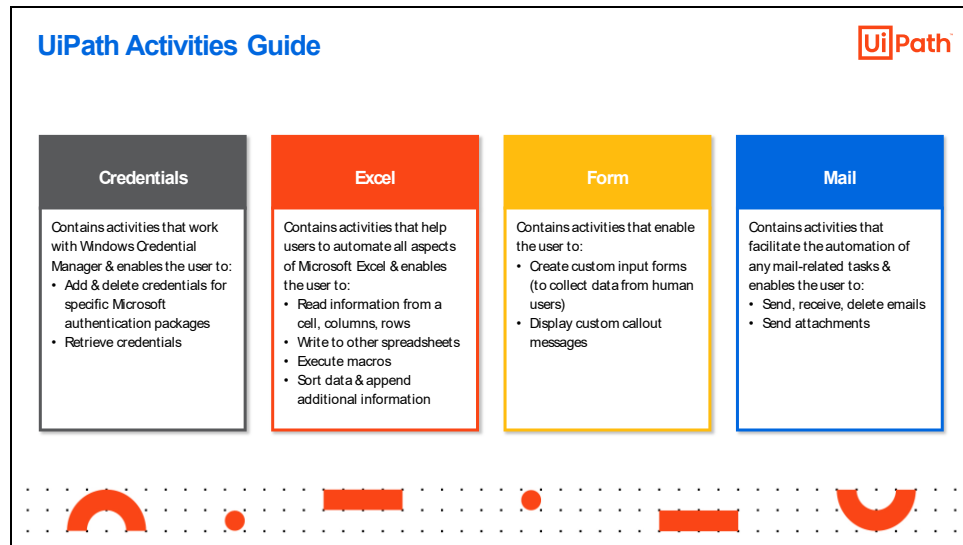 UiPath Activities Guide
UiPath
Credentials
Contains activities that work
with Windows Credential
Manager & enables the user to:
• Add & delete credentials for
specific Microsoft
authentication packages
• Retrieve credentials
Excel
Contains activities that help
users to automate all aspects
of Microsoft Excel & enables
the user to:
• Read information from a
cell, columns, rows
• Write to other spreadsheets
• Execute macros
• Sort data & append
additional information
Form
Contains activities that enable
the user to:
• Create custom input forms
(to collect data from human
users)
• Display custom callout
messages
Mail
Contains activities that
facilitate the automation of
any mail-related tasks &
enables the user to:
• Send, receive, delete emails
• Send attachments